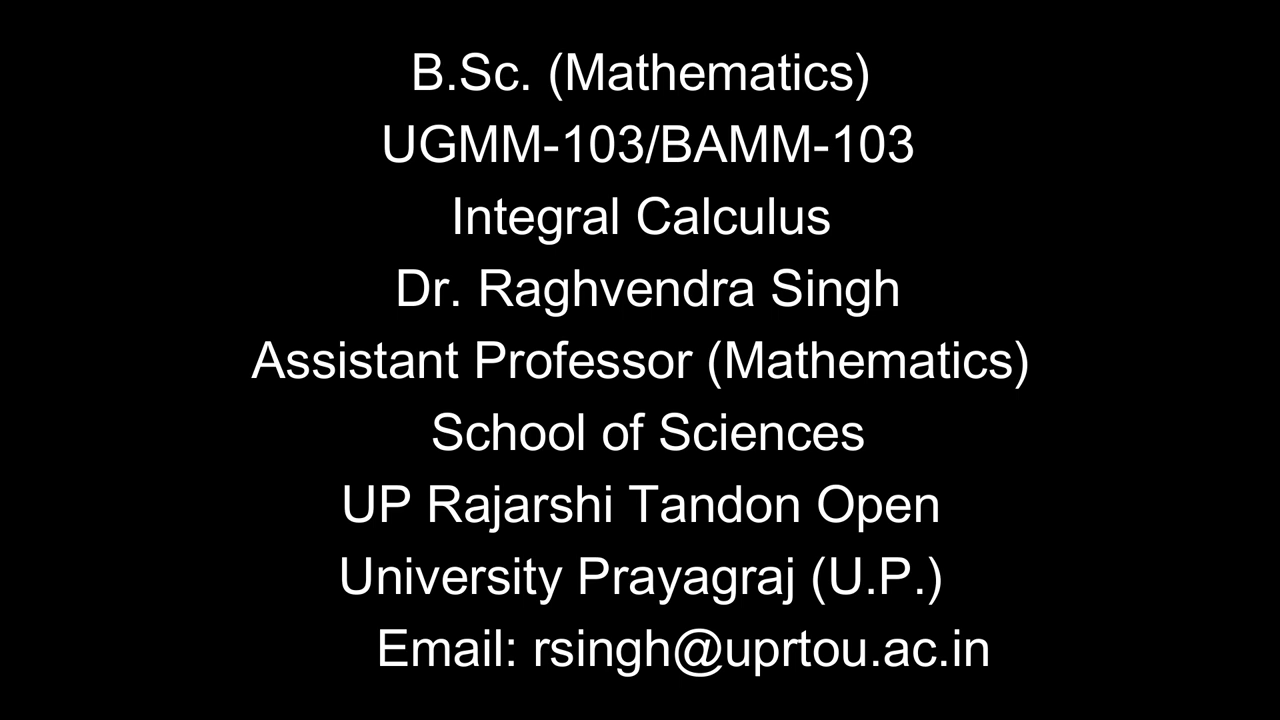 B.Sc. (Mathematics)
UGMM-103/BAMM-103
Integral Calculus
Dr. Raghvendra Singh
Assistant Professor (Mathematics)
School of Sciences
UP Rajarshi Tandon Open
University Prayagraj (U.P.)
Email: rsingh@uprtou.ac.in